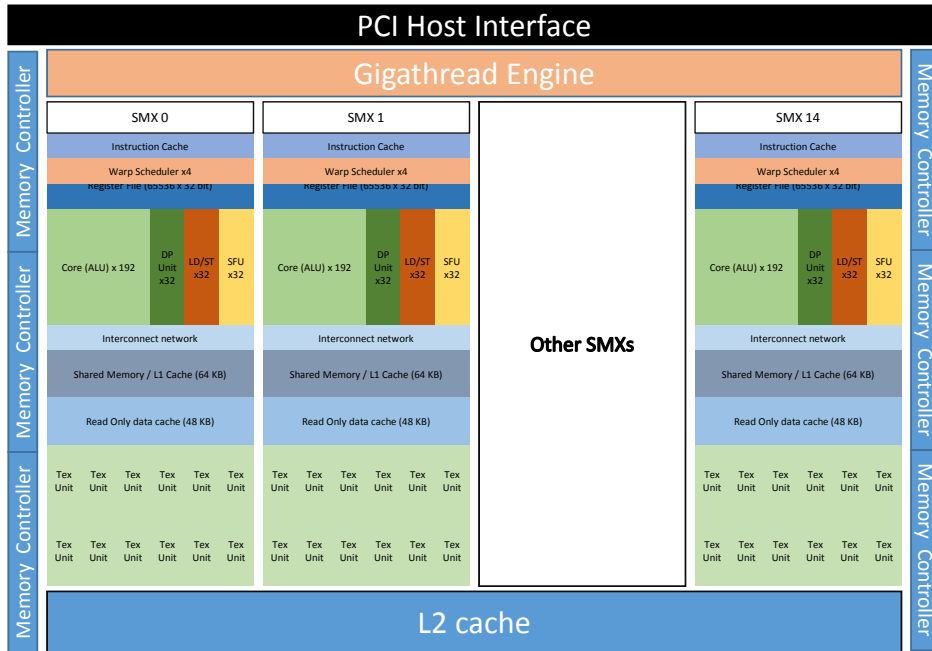 PCI Host Interface
Gigathread Engine
Memory Controller
Memory Controller
Memory Controller
SMX 0
Instruction Cache
Warp Scheduler x4
Register File (65536 x 32 bit)
Core (ALU) x 192
DP
Unit
x32
LD/ST
x32
SFU
x32
Interconnect network
Shared Memory / L1 Cache (64 KB)
Read Only data cache (48 KB)
Tex Tex Tex Tex Tex Tex
Unit Unit Unit Unit Unit Unit
Tex Tex Tex Tex Tex Tex
Unit Unit Unit Unit Unit Unit
SMX 1
Instruction Cache
Warp Scheduler x4
Register File (65536 x 32 bit)
Core (ALU) x 192
DP
Unit
x32
LD/ST
x32
SFU
x32
Interconnect network
Shared Memory / L1 Cache (64 KB)
Read Only data cache (48 KB)
Tex Tex Tex Tex Tex Tex
Unit Unit Unit Unit Unit Unit
Tex Tex Tex Tex Tex Tex
Unit Unit Unit Unit Unit Unit
Other SMXs
SMX 14
Instruction Cache
Warp Scheduler x4
Register File (65536 x 32 bit)
Core (ALU) x 192
DP
Unit
x32
LD/ST
x32
SFU
x32
Interconnect network
Shared Memory / L1 Cache (64 KB)
Read Only data cache (48 KB)
Tex Tex Tex Tex Tex Tex
Unit Unit Unit Unit Unit Unit
Tex Tex Tex Tex Tex Tex
Unit Unit Unit Unit Unit Unit
Memory Controller
Memory Controller
Memory Controller
L2 cache